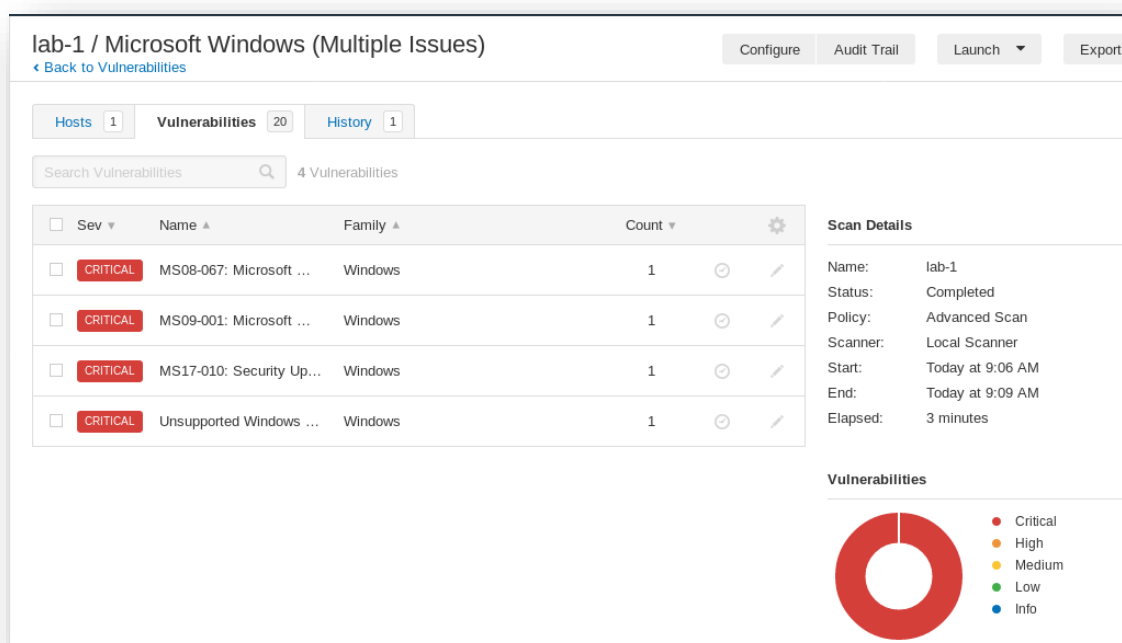 lab-1 / Microsoft Windows (Multiple Issues)
Back to Vulnerabilities
Configure Audit Trail Launch Export
Hosts 1 Vulnerabilities 20 History 1
Search Vulnerabilities 4 Vulnerabilities
Sev Name Family Count
CRITICAL MS08-067: Microsoft ... Windows 1
CRITICAL MS09-001: Microsoft ... Windows 1
CRITICAL MS17-010: Security Up... Windows 1
CRITICAL Unsupported Windows ... Windows 1
Scan Details
Name: lab-1
Status: Completed
Policy: Advanced Scan
Scanner: Local Scanner
Start: Today at 9:06 AM
End: Today at 9:09 AM
Elapsed: 3 minutes
Vulnerabilities
Critical
High
Medium
Low
Info